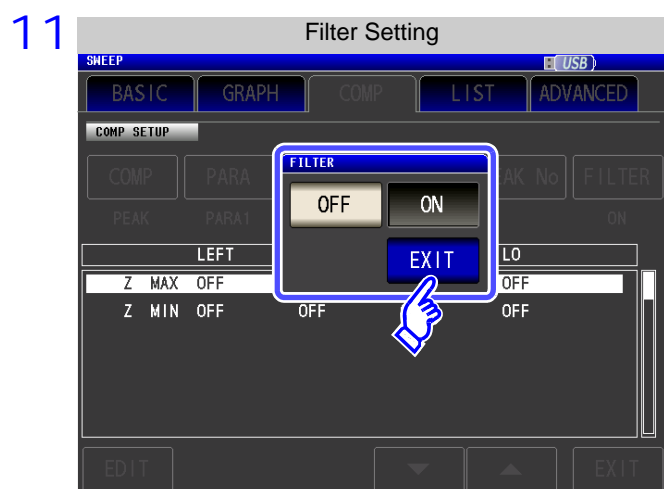 11
Filter Setting
SWEEP USB
BASIC GRAPH COMP LIST ADVANCED
COMP SETUP
COMP PARA AK No FILTER
PEAK PARA1 ON
FILTER
OFF ON
EXIT
LEFT LO
Z MAX OFF OFF
Z MIN OFF OFF OFF
EDIT EXIT